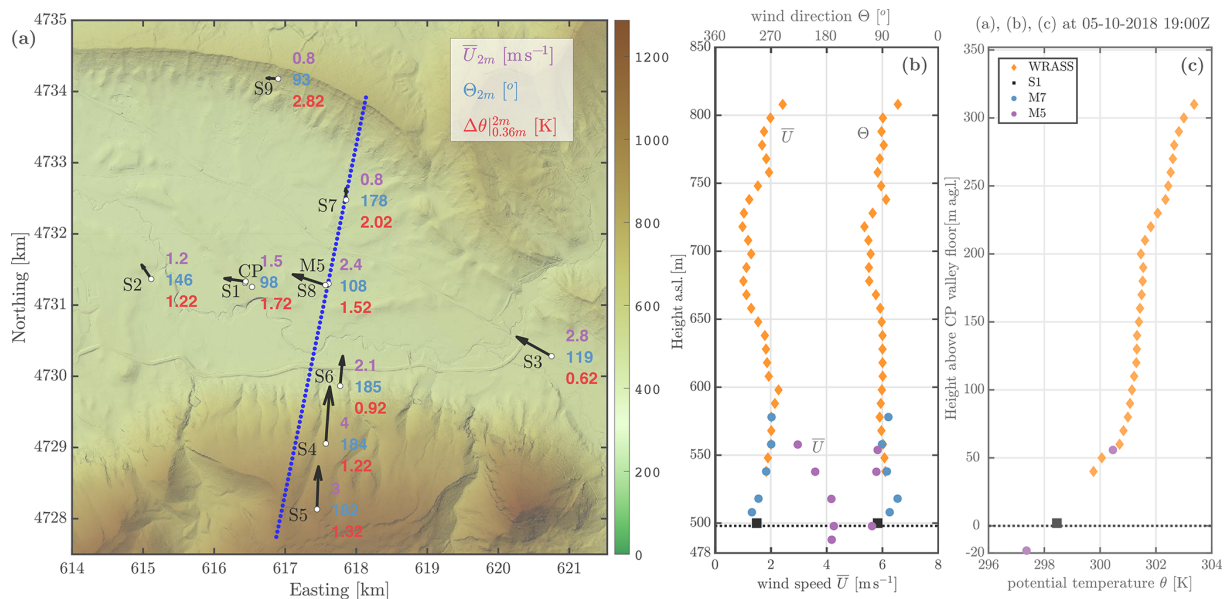 (a), (b), (c) at 05-10-2018 19:00Z
(a)
4735
4734
4733
4732
4731
4730
4729
4728
Northing [km]
614 615 616 617 618 619 620 621
Easting [km]
U̅2m [m s−1]
Θ2m [o]
Δθ|2m0.36m [K]
S9
0.8
93
2.82
S7
0.8
178
2.02
S2
1.2
146
1.22
CP
S1
1.5
98
1.72
M5
S8
2.4
108
1.52
S3
2.8
119
0.62
S6
2.1
185
0.92
S4
4
184
1.22
S5
3
182
1.32
1200
1000
800
600
400
200
0
wind direction Θ [o]
360 270 180 90 0
(b)
U̅
Θ
U̅
850
800
750
700
650
600
550
500
478
Height a.s.l. [m]
0 2 4 6 8
wind speed U̅ [m s−1]
(c)
WRASS
S1
M7
M5
350
300
250
200
150
100
50
0
-20
Height above CP valley floor[m a.g.l.]
296 298 300 302 304
potential temperature θ [K]